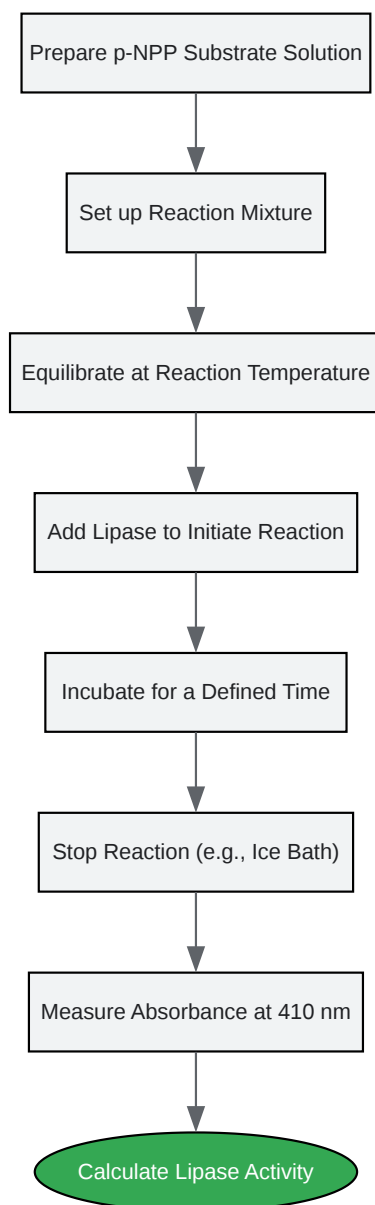 Prepare p-NPP Substrate Solution
Set up Reaction Mixture
Equilibrate at Reaction Temperature
Add Lipase to Initiate Reaction
Incubate for a Defined Time
Stop Reaction (e.g., Ice Bath)
Measure Absorbance at 410 nm
Calculate Lipase Activity